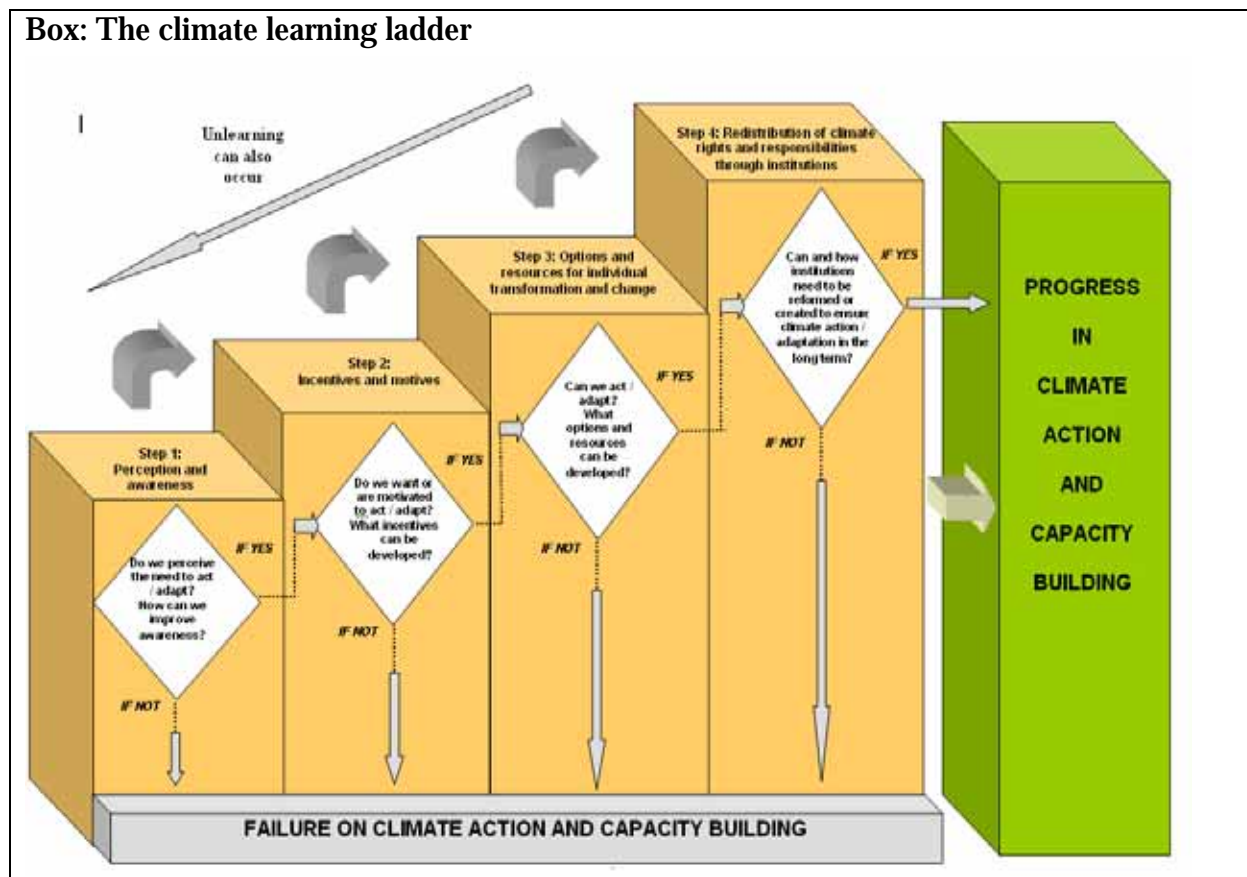 Box: The climate learning ladder
Unlearning
can also
occur
Step 1:
Perception and
awareness
Do we perceive
the need to act
/ adapt?
How can we
improve
awareness?
IF YES
IF NOT
Step 2:
Incentives and motives
Do we want or
are motivated
to act / adapt?
What incentives
can be
developed?
IF YES
IF NOT
Step 3: Options and
resources for individual
transformation and change
Can we act /
adapt?
What
options and
resources
can be
developed?
IF YES
IF NOT
Step 4: Redistribution of climate
rights and responsibilities
through institutions
Can and how
institutions
need to be
reformed or
created to ensure
climate action /
adaptation in the
long term?
IF YES
IF NOT
PROGRESS
IN
CLIMATE
ACTION
AND
CAPACITY
BUILDING
FAILURE ON CLIMATE ACTION AND CAPACITY BUILDING